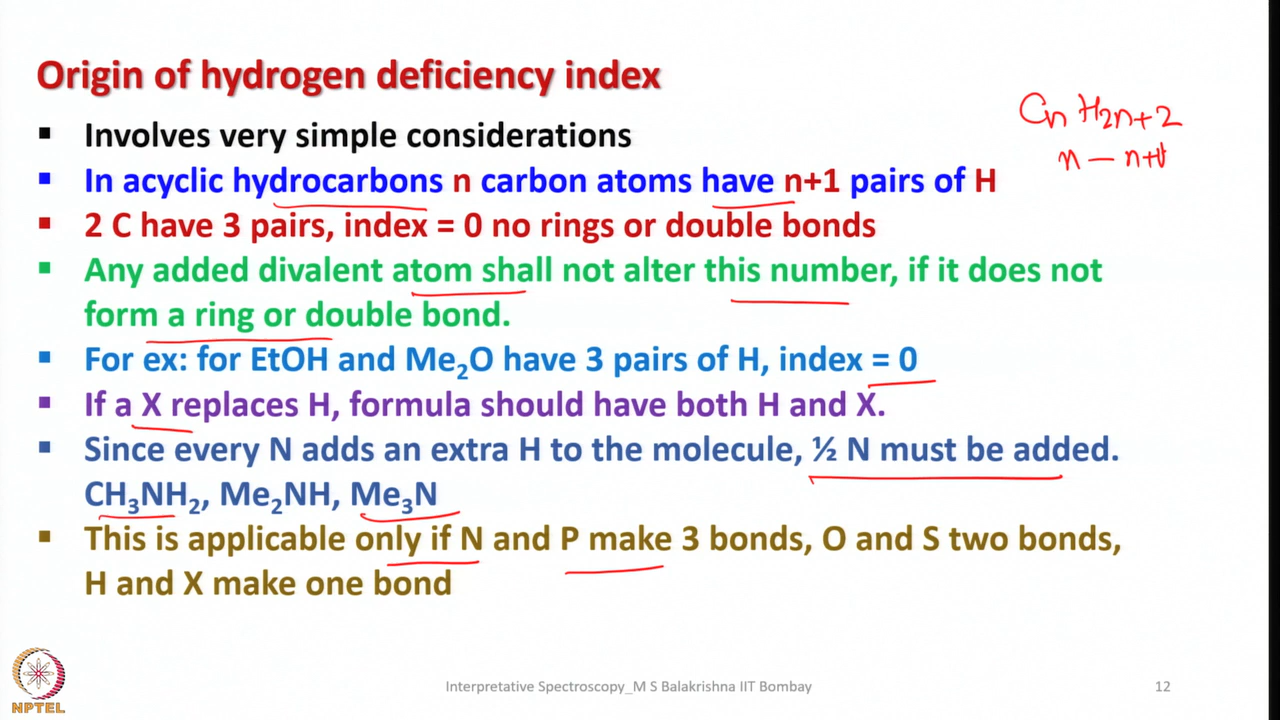 Origin of hydrogen deficiency index
CnH2n+2
n — n+1
▪ Involves very simple considerations
▪ In acyclic hydrocarbons n carbon atoms have n+1 pairs of H
▪ 2 C have 3 pairs, index = 0 no rings or double bonds
▪ Any added divalent atom shall not alter this number, if it does not
form a ring or double bond.
▪ For ex: for EtOH and Me₂O have 3 pairs of H, index = 0
▪ If a X replaces H, formula should have both H and X.
▪ Since every N adds an extra H to the molecule, ½ N must be added.
CH₃NH₂, Me₂NH, Me₃N
▪ This is applicable only if N and P make 3 bonds, O and S two bonds,
H and X make one bond
NPTEL
Interpretative Spectroscopy_M S Balakrishna IIT Bombay
12